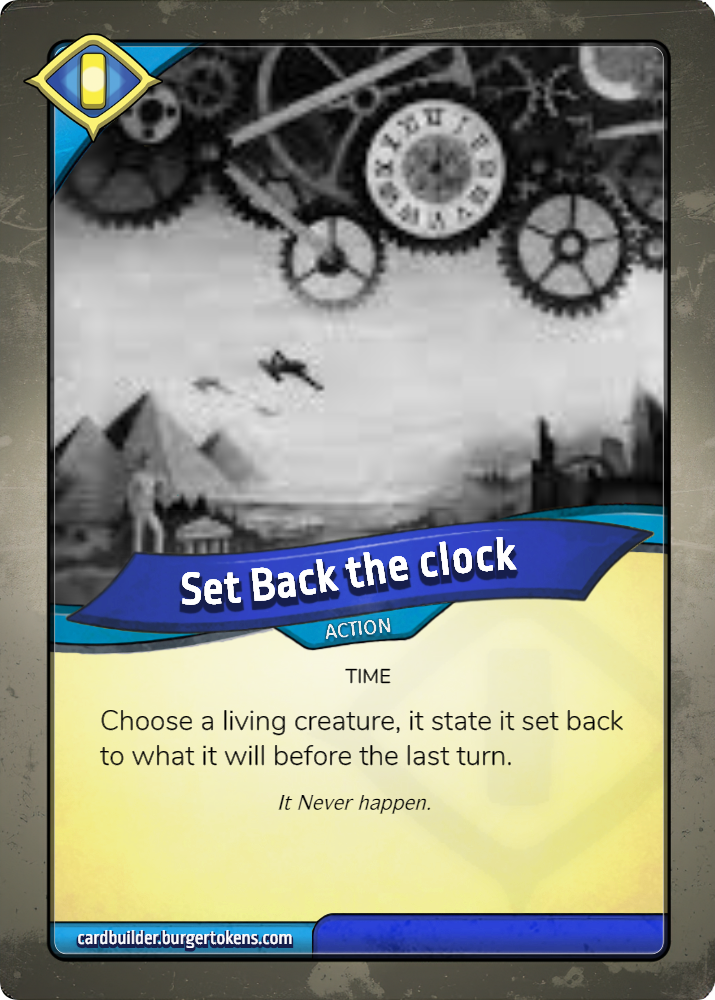 Set Back the clock
ACTION
TIME
Choose a living creature, it state it set back
to what it will before the last turn.
It Never happen.
cardbuilder.burgertokens.com